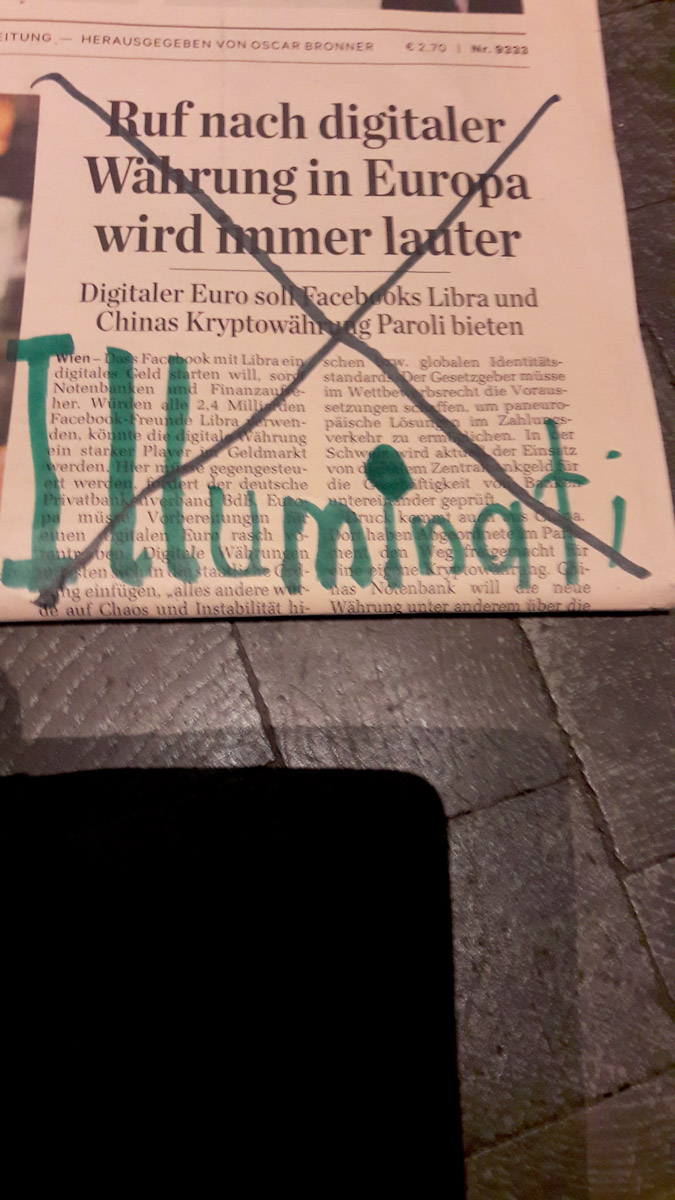 EITUNG — HERAUSGEGEBEN VON OSCAR BRONNER € 2,70 | Nr. 9333
Ruf nach digitaler
Währung in Europa
wird immer lauter
Digitaler Euro soll Facebooks Libra und
Chinas Kryptowährung Paroli bieten
Wien – Dass Facebook mit Libra ein
digitales Geld starten will, sorgt
Notenbanken und Finanzaufse-
her. Würden alle 2,4 Milliarden
Facebook-Freunde Libra verwen-
den, könnte die digitale Währung
ein starker Player im Geldmarkt
werden. Hier müsse gegengesteu-
ert werden, fordert der deutsche
Privatbankenverband BdB. Euro-
pa müsse Vorbereitungen für
einen digitalen Euro rasch vo-
rantreiben. Digitale Währungen
in das staatliche
einfügen, „alles andere wür-
de auf Chaos und Instabilität hi-
schen bzw. globalen Identitäts-
standards. Der Gesetzgeber müsse
im Wettbewerbsrecht die Voraus-
setzungen schaffen, um paneuro-
päische Lösungen im Zahlungs-
verkehr zu ermöglichen. In der
Schweiz wird aktuell der Einsatz
von digitalem Zentralbankgeld für
die Geschäftigkeit von Banken
untereinander geprüft.
Druck kommt auch aus China.
Dort haben Abgeordnete im Par
ment den Weg freigemacht für
eine eigene Kryptowährung. Chi-
nas Notenbank will die neue
Währung unter anderem über die
Illuminati